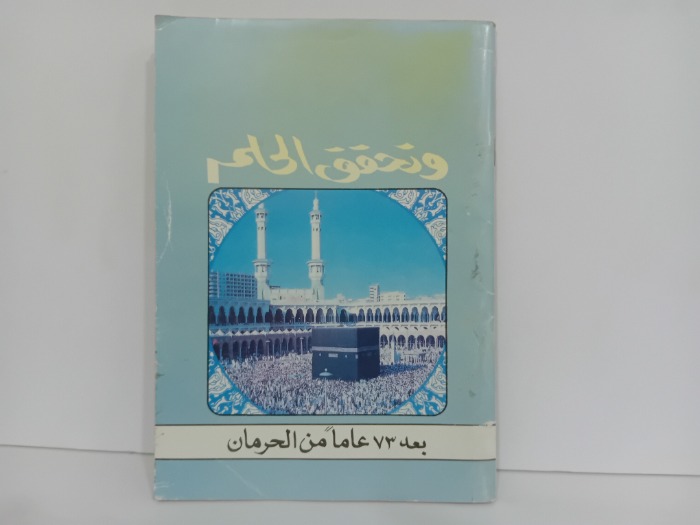 وتحقق الحلم
بعد ٧٣ عاماً من الحرمان